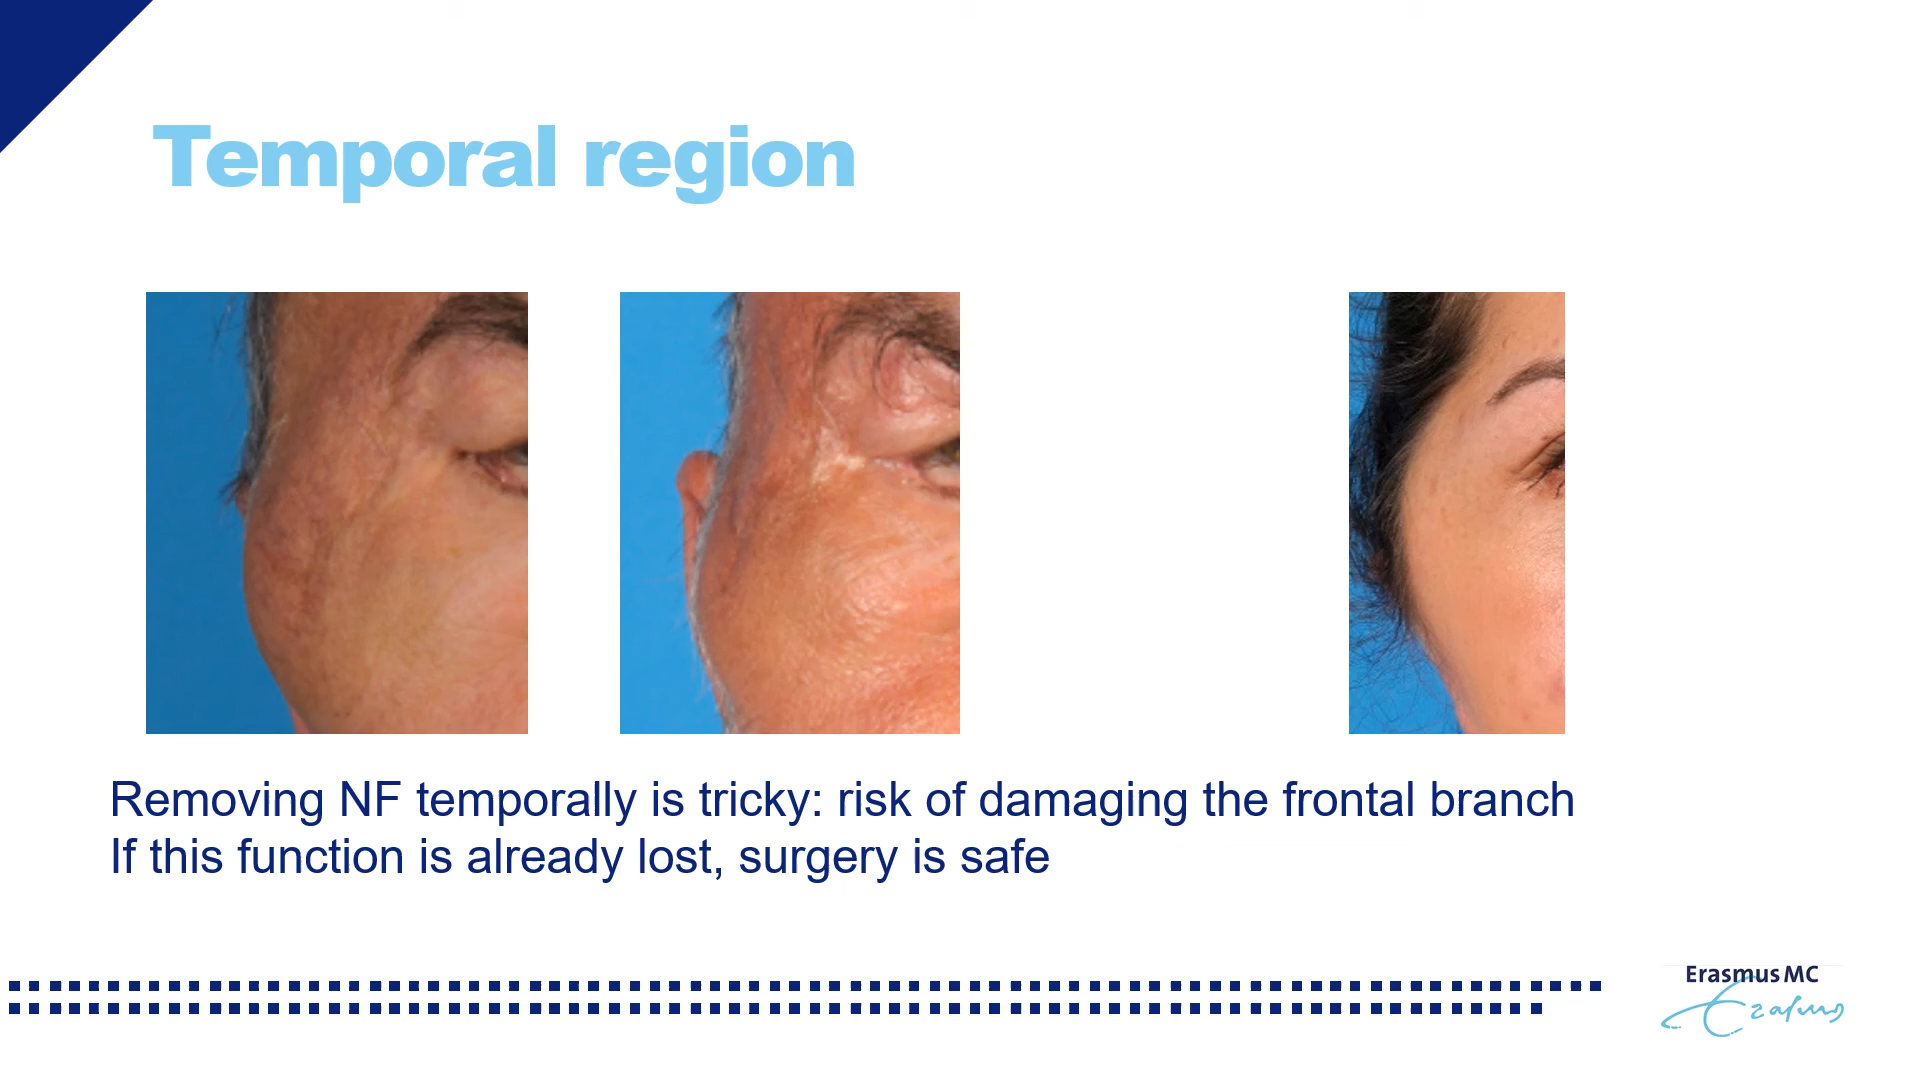 Temporal region
Removing NF temporally is tricky: risk of damaging the frontal branch
If this function is already lost, surgery is safe
Erasmus MC
Erasmus